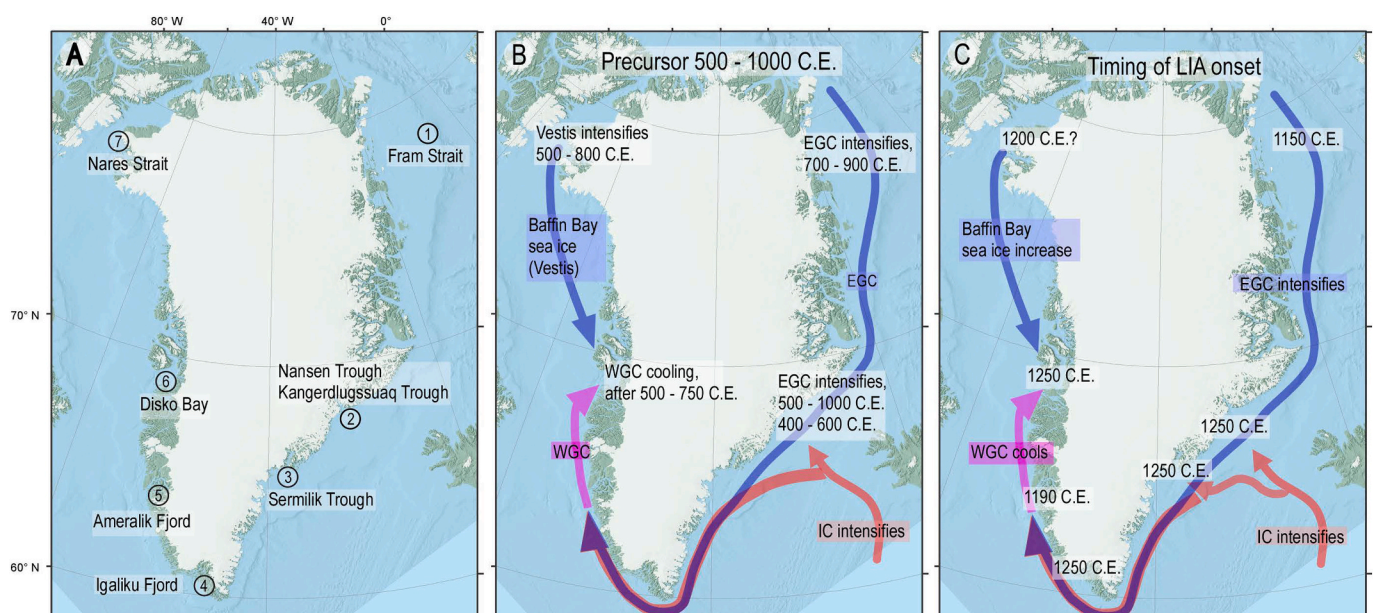 80° W
40° W
0°
70° N
60° N
A
1
Fram Strait
7
Nares Strait
Nansen Trough
Kangerdlugssuaq Trough
2
6
Disko Bay
3
Sermilik Trough
5
Ameralik Fjord
Igaliku Fjord
4
B
Precursor 500 - 1000 C.E.
Vestis intensifies
500 - 800 C.E.
EGC intensifies,
700 - 900 C.E.
Baffin Bay
sea ice
(Vestis)
EGC
WGC cooling,
after 500 - 750 C.E.
EGC intensifies,
500 - 1000 C.E.
400 - 600 C.E.
WGC
IC intensifies
C
Timing of LIA onset
1200 C.E.?
1150 C.E.
Baffin Bay
sea ice increase
EGC intensifies
1250 C.E.
1250 C.E.
WGC cools
1250 C.E.
1190 C.E.
IC intensifies
1250 C.E.